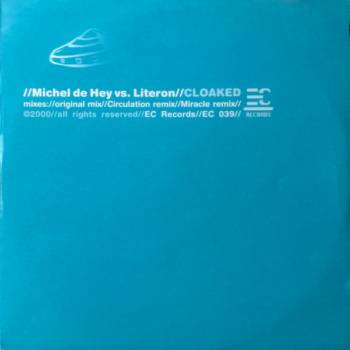 //Michel de Hey vs. Literon//CLOAKED
mixes://original mix//Circulation remix//Miracle remix//
©2000//all rights reserved//EC Records//EC 039//
EC
RECORDS